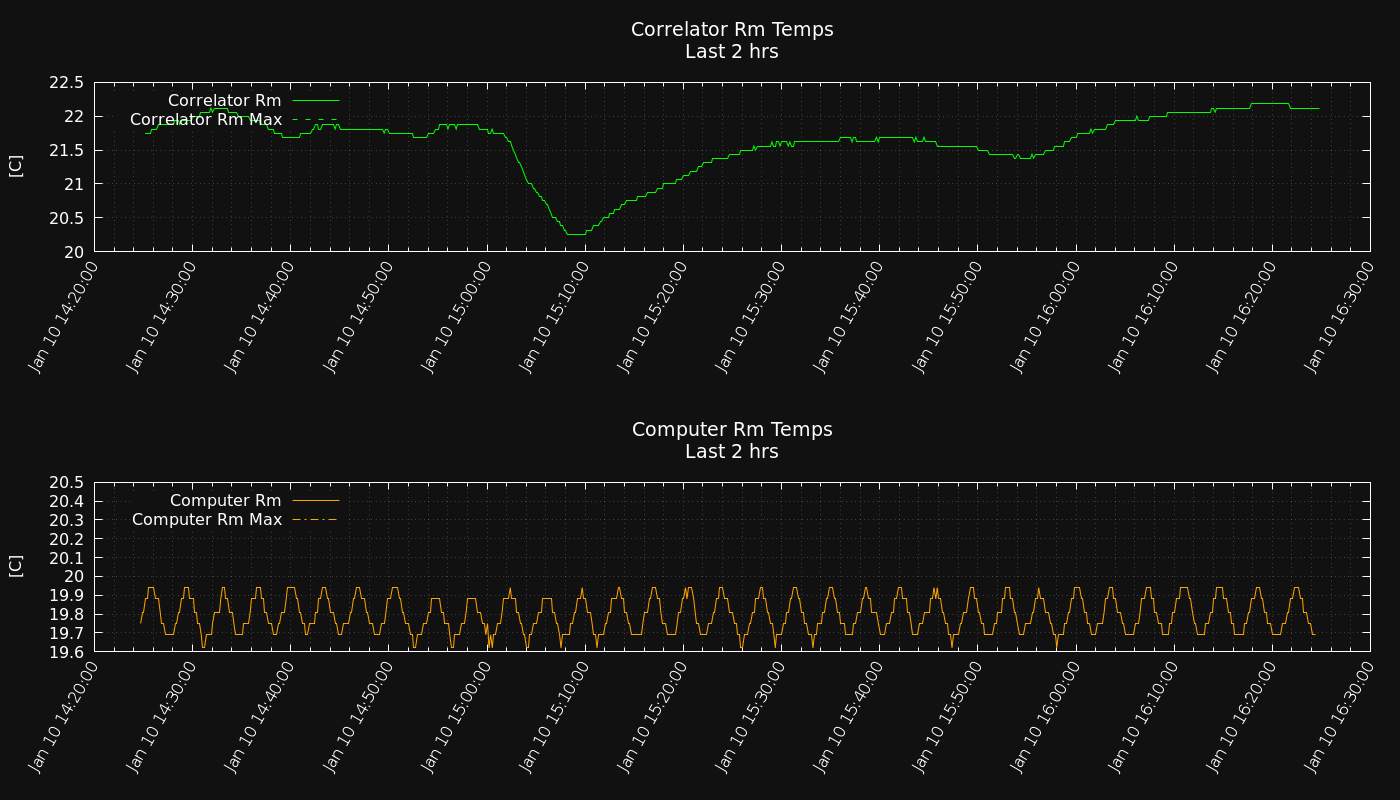 Correlator Rm Temps
Last 2 hrs
22.5
22
21.5
21
20.5
20
[C]
Correlator Rm
Correlator Rm Max
Jan 10 14:20:00
Jan 10 14:30:00
Jan 10 14:40:00
Jan 10 14:50:00
Jan 10 15:00:00
Jan 10 15:10:00
Jan 10 15:20:00
Jan 10 15:30:00
Jan 10 15:40:00
Jan 10 15:50:00
Jan 10 16:00:00
Jan 10 16:10:00
Jan 10 16:20:00
Jan 10 16:30:00
Computer Rm Temps
Last 2 hrs
20.5
20.4
20.3
20.2
20.1
20
19.9
19.8
19.7
19.6
[C]
Computer Rm
Computer Rm Max
Jan 10 14:20:00
Jan 10 14:30:00
Jan 10 14:40:00
Jan 10 14:50:00
Jan 10 15:00:00
Jan 10 15:10:00
Jan 10 15:20:00
Jan 10 15:30:00
Jan 10 15:40:00
Jan 10 15:50:00
Jan 10 16:00:00
Jan 10 16:10:00
Jan 10 16:20:00
Jan 10 16:30:00